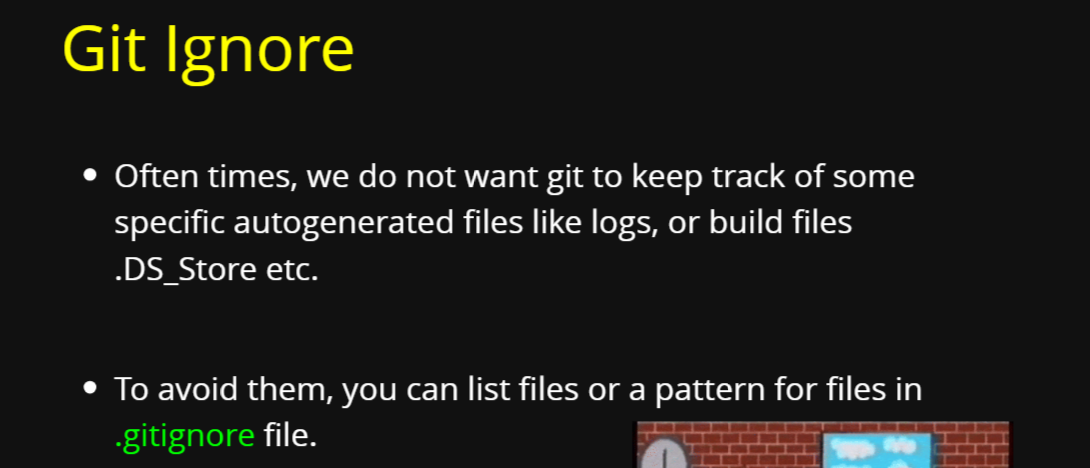 Git Ignore
• Often times, we do not want git to keep track of some
specific autogenerated files like logs, or build files
.DS_Store etc.
• To avoid them, you can list files or a pattern for files in
.gitignore file.